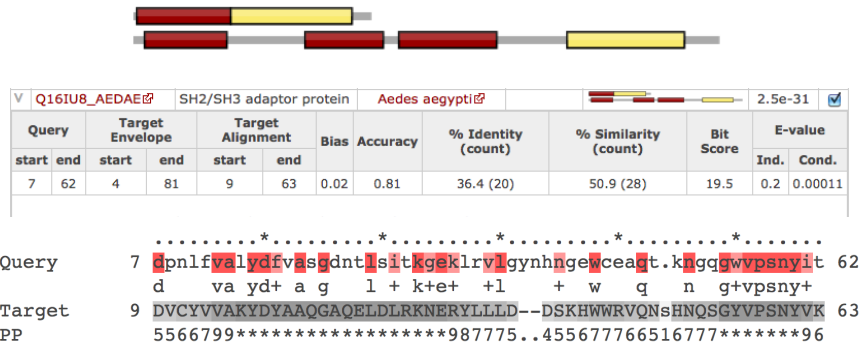 V Q16IU8_AEDAE SH2/SH3 adaptor protein Aedes aegypti 2.5e-31
Query Target Envelope Target Alignment Bias Accuracy % Identity (count) % Similarity (count) Bit Score E-value
start end start end start end Ind. Cond.
7 62 4 81 9 63 0.02 0.81 36.4 (20) 50.9 (28) 19.5 0.2 0.00011
.........*.........*.........*.........*.........*.......
Query 7 dpnlfvalydfvasgdntlsitkgeklrvlgynhngewceaqt.kngqgwvpsnyit 62
d va yd+ a g l + k+e+ +l + w q n g+vpsny+
Target 9 DVCYVVAKYDYAAQGAQELDLRKNERYLLLD--DSKHWWRVQNsHNQSGYVPSNYVK 63
PP 5566799******************987775..455677766516777*******96